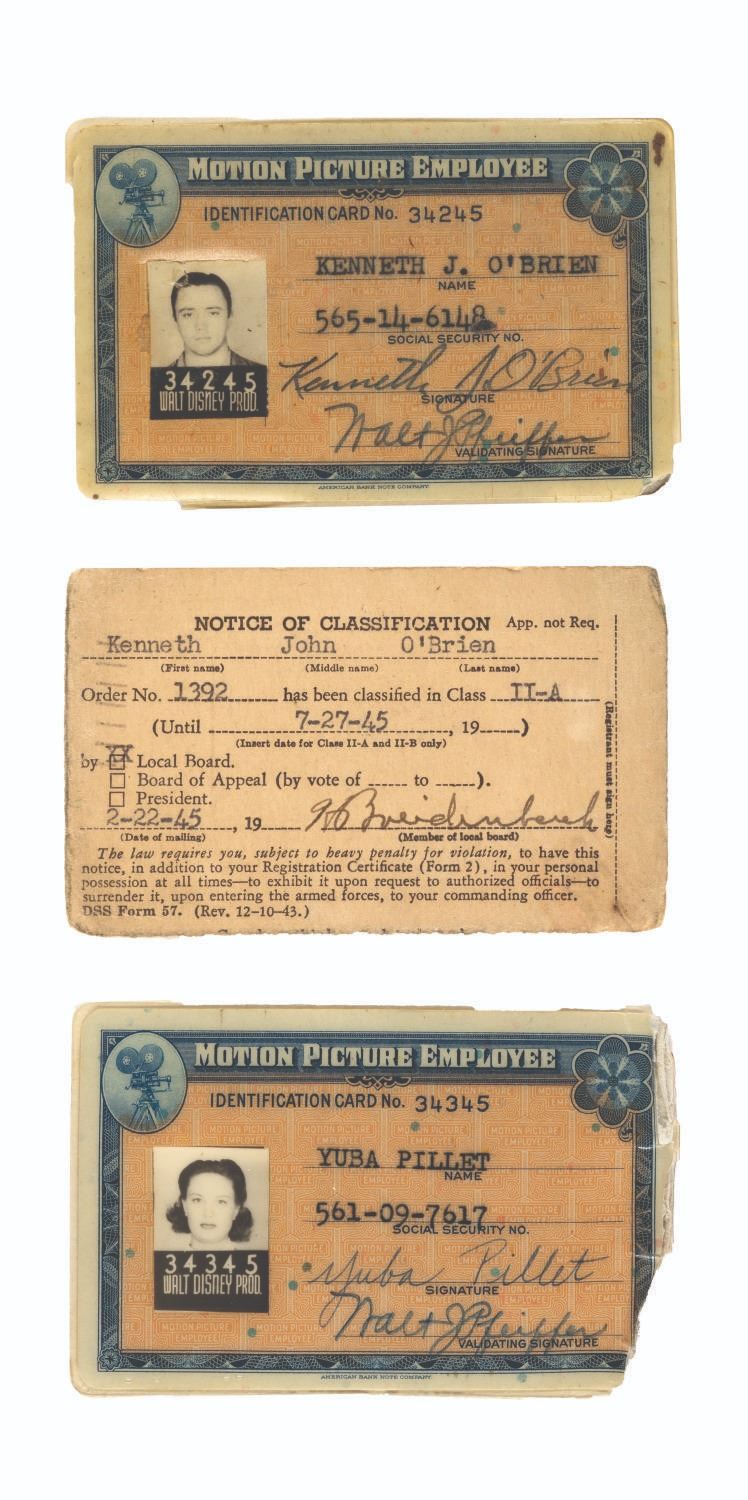 MOTION PICTURE EMPLOYEE
IDENTIFICATION CARD No. 34245
KENNETH J. O'BRIEN
NAME
565-14-6148
SOCIAL SECURITY NO.
34245
WALT DISNEY PROD.
Kenneth J. O'Brien
SIGNATURE
Walt J Pfeiffer
VALIDATING SIGNATURE
AMERICAN BANK NOTE COMPANY
NOTICE OF CLASSIFICATION App. not Req.
Kenneth John O'Brien
(First name) (Middle name) (Last name)
Order No. 1392 has been classified in Class II-A
(Until 7-27-45, 19 )
(Insert date for Class II-A and II-B only)
by XX Local Board.
Board of Appeal (by vote of to ).
President.
2-22-45, 19
(Date of mailing) (Member of local board)
(Registrant must sign here)
The law requires you, subject to heavy penalty for violation, to have this
notice, in addition to your Registration Certificate (Form 2), in your personal
possession at all times—to exhibit it upon request to authorized officials—to
surrender it, upon entering the armed forces, to your commanding officer.
DSS Form 57. (Rev. 12-10-43.)
MOTION PICTURE EMPLOYEE
IDENTIFICATION CARD No. 34345
YUBA PILLET
NAME
561-09-7617
SOCIAL SECURITY NO.
34345
WALT DISNEY PROD.
Yuba Pillet
SIGNATURE
Walt J Pfeiffer
VALIDATING SIGNATURE
AMERICAN BANK NOTE COMPANY